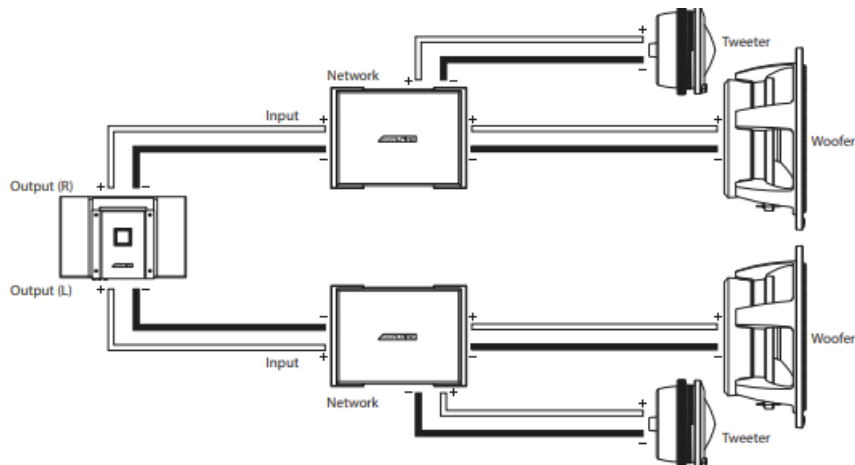 +
Tweeter
−
Network
+ −
Input
+ + +
− − −
Woofer
Output (R)
+ −
Output (L)
+ −
− + +
Woofer
+ − −
Input
Network
− +
+
−
Tweeter